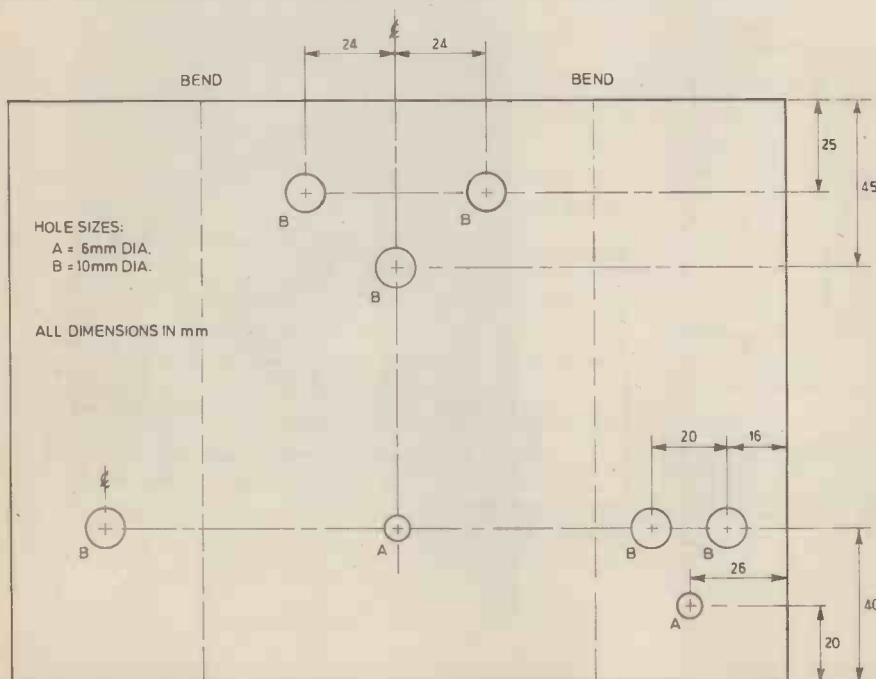 ℄
24 24
BEND BEND
25
45
B B
HOLE SIZES:
A = 6mm DIA.
B = 10mm DIA.
B
ALL DIMENSIONS IN mm
20 16
℄
B A B B
26
A
40
20